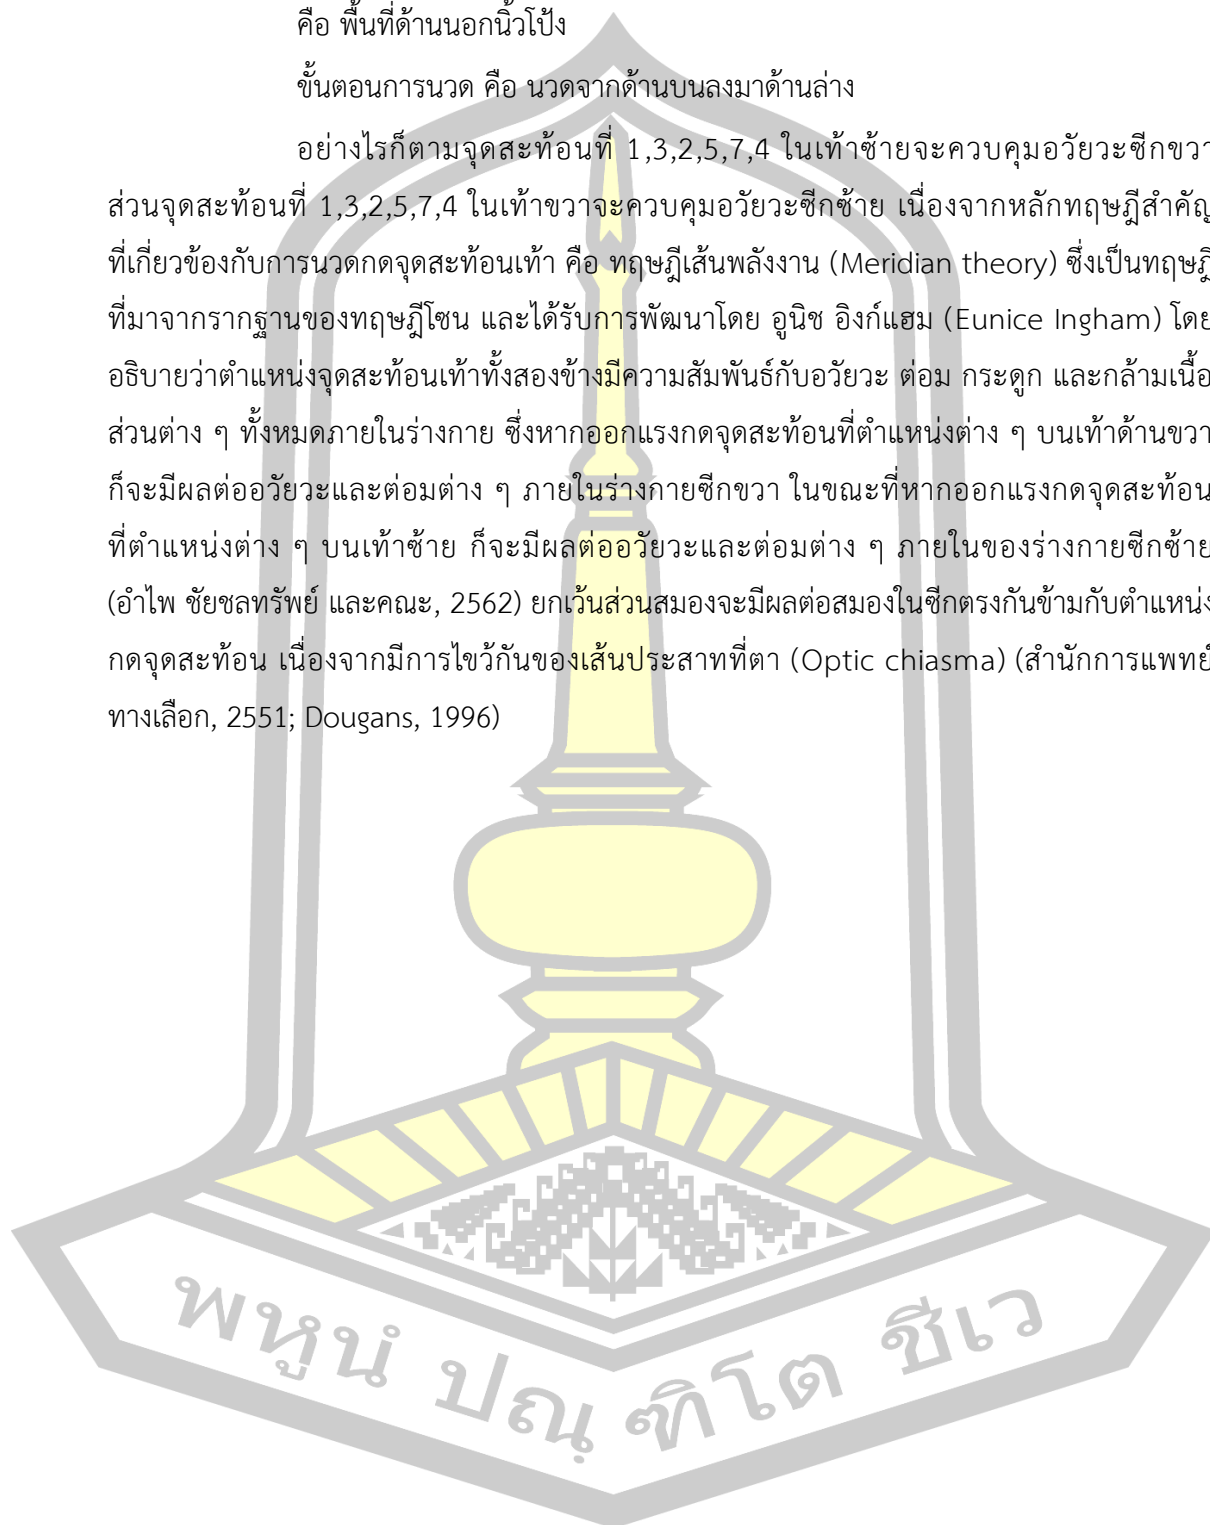 คือ พื้นที่ด้านนอกนิ้วโป้ง
ขั้นตอนการนวด คือ นวดจากด้านบนลงมาด้านล่าง
อย่างไรก็ตามจุดสะท้อนที่ 1,3,2,5,7,4 ในเท้าซ้ายจะควบคุมอวัยวะซีกขวา
ส่วนจุดสะท้อนที่ 1,3,2,5,7,4 ในเท้าขวาจะควบคุมอวัยวะซีกซ้าย เนื่องจากหลักทฤษฎีสำคัญ
ที่เกี่ยวข้องกับการนวดกดจุดสะท้อนเท้า คือ ทฤษฎีเส้นพลังงาน (Meridian theory) ซึ่งเป็นทฤษฎี
ที่มาจากรากฐานของทฤษฎีโซน และได้รับการพัฒนาโดย อูนิช อิงก์แฮม (Eunice Ingham) โดย
อธิบายว่าตำแหน่งจุดสะท้อนเท้าทั้งสองข้างมีความสัมพันธ์กับอวัยวะ ต่อม กระดูก และกล้ามเนื้อ
ส่วนต่าง ๆ ทั้งหมดภายในร่างกาย ซึ่งหากออกแรงกดจุดสะท้อนที่ตำแหน่งต่าง ๆ บนเท้าด้านขวา
ก็จะมีผลต่ออวัยวะและต่อมต่าง ๆ ภายในร่างกายซีกขวา ในขณะที่หากออกแรงกดจุดสะท้อน
ที่ตำแหน่งต่าง ๆ บนเท้าซ้าย ก็จะมีผลต่ออวัยวะและต่อมต่าง ๆ ภายในของร่างกายซีกซ้าย
(อำไพ ชัยชลทรัพย์ และคณะ, 2562) ยกเว้นส่วนสมองจะมีผลต่อสมองในซีกตรงกันข้ามกับตำแหน่ง
กดจุดสะท้อน เนื่องจากมีการไขว้กันของเส้นประสาทที่ตา (Optic chiasma) (สำนักการแพทย์
ทางเลือก, 2551; Dougans, 1996)
พหูนํ ปณฺฑิโต ชีเว